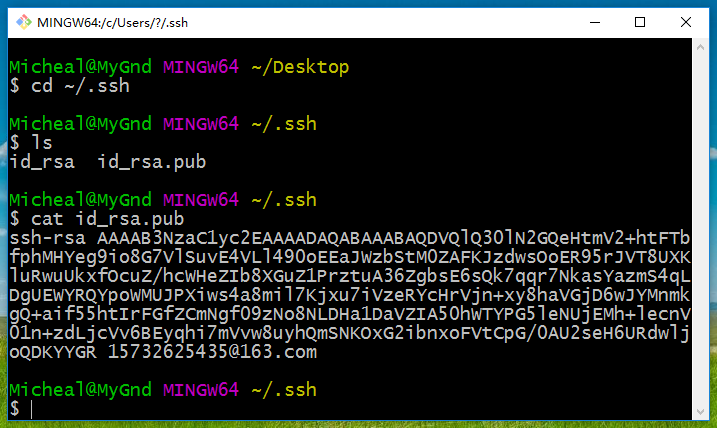 MINGW64:/c/Users/?/.ssh
Micheal@MyGnd MINGW64 ~/Desktop
$ cd ~/.ssh
Micheal@MyGnd MINGW64 ~/.ssh
$ ls
id_rsa  id_rsa.pub
Micheal@MyGnd MINGW64 ~/.ssh
$ cat id_rsa.pub
ssh-rsa AAAAB3NzaC1yc2EAAAADAQABAAABAQDVQlQ3OlN2GQeHtmV2+htFTb
fphMHYeg9io8G7VlSuvE4VLl490oEEaJWzbStM0ZAFKJzdwsOoER95rJVT8UXK
luRwuUkxfOcuZ/hcWHeZIb8XGuZ1PrztuA36ZgbsE6sQk7qqr7NkasYazmS4qL
DgUEWYRQYpoWMUJPXiws4a8mil7Kjxu7iVzeRYcHrVjn+xy8haVGjD6wJYMnmk
gQ+aif55htIrFGfZCmNgf09zNo8NLDHa1DaVZIA50hWTYPG5leNUjEMh+lecnV
O1n+zdLjcVv6BEyqhi7mVvw8uyhQmSNKOxG2ibnxoFVtCpG/0AU2seH6URdwlj
oQDKYYGR 15732625435@163.com
Micheal@MyGnd MINGW64 ~/.ssh
$